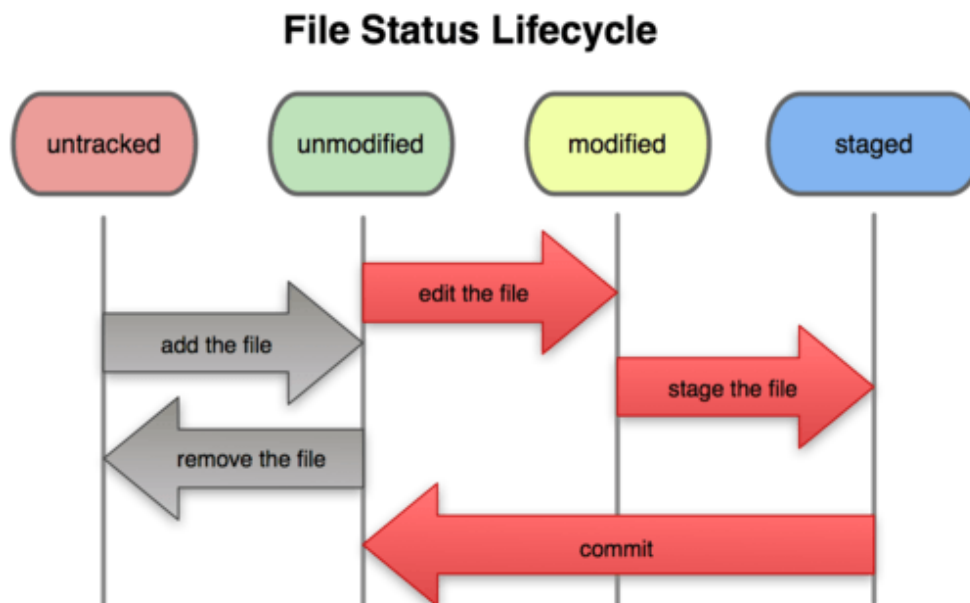 File Status Lifecycle
untracked
unmodified
modified
staged
edit the file
add the file
stage the file
remove the file
commit